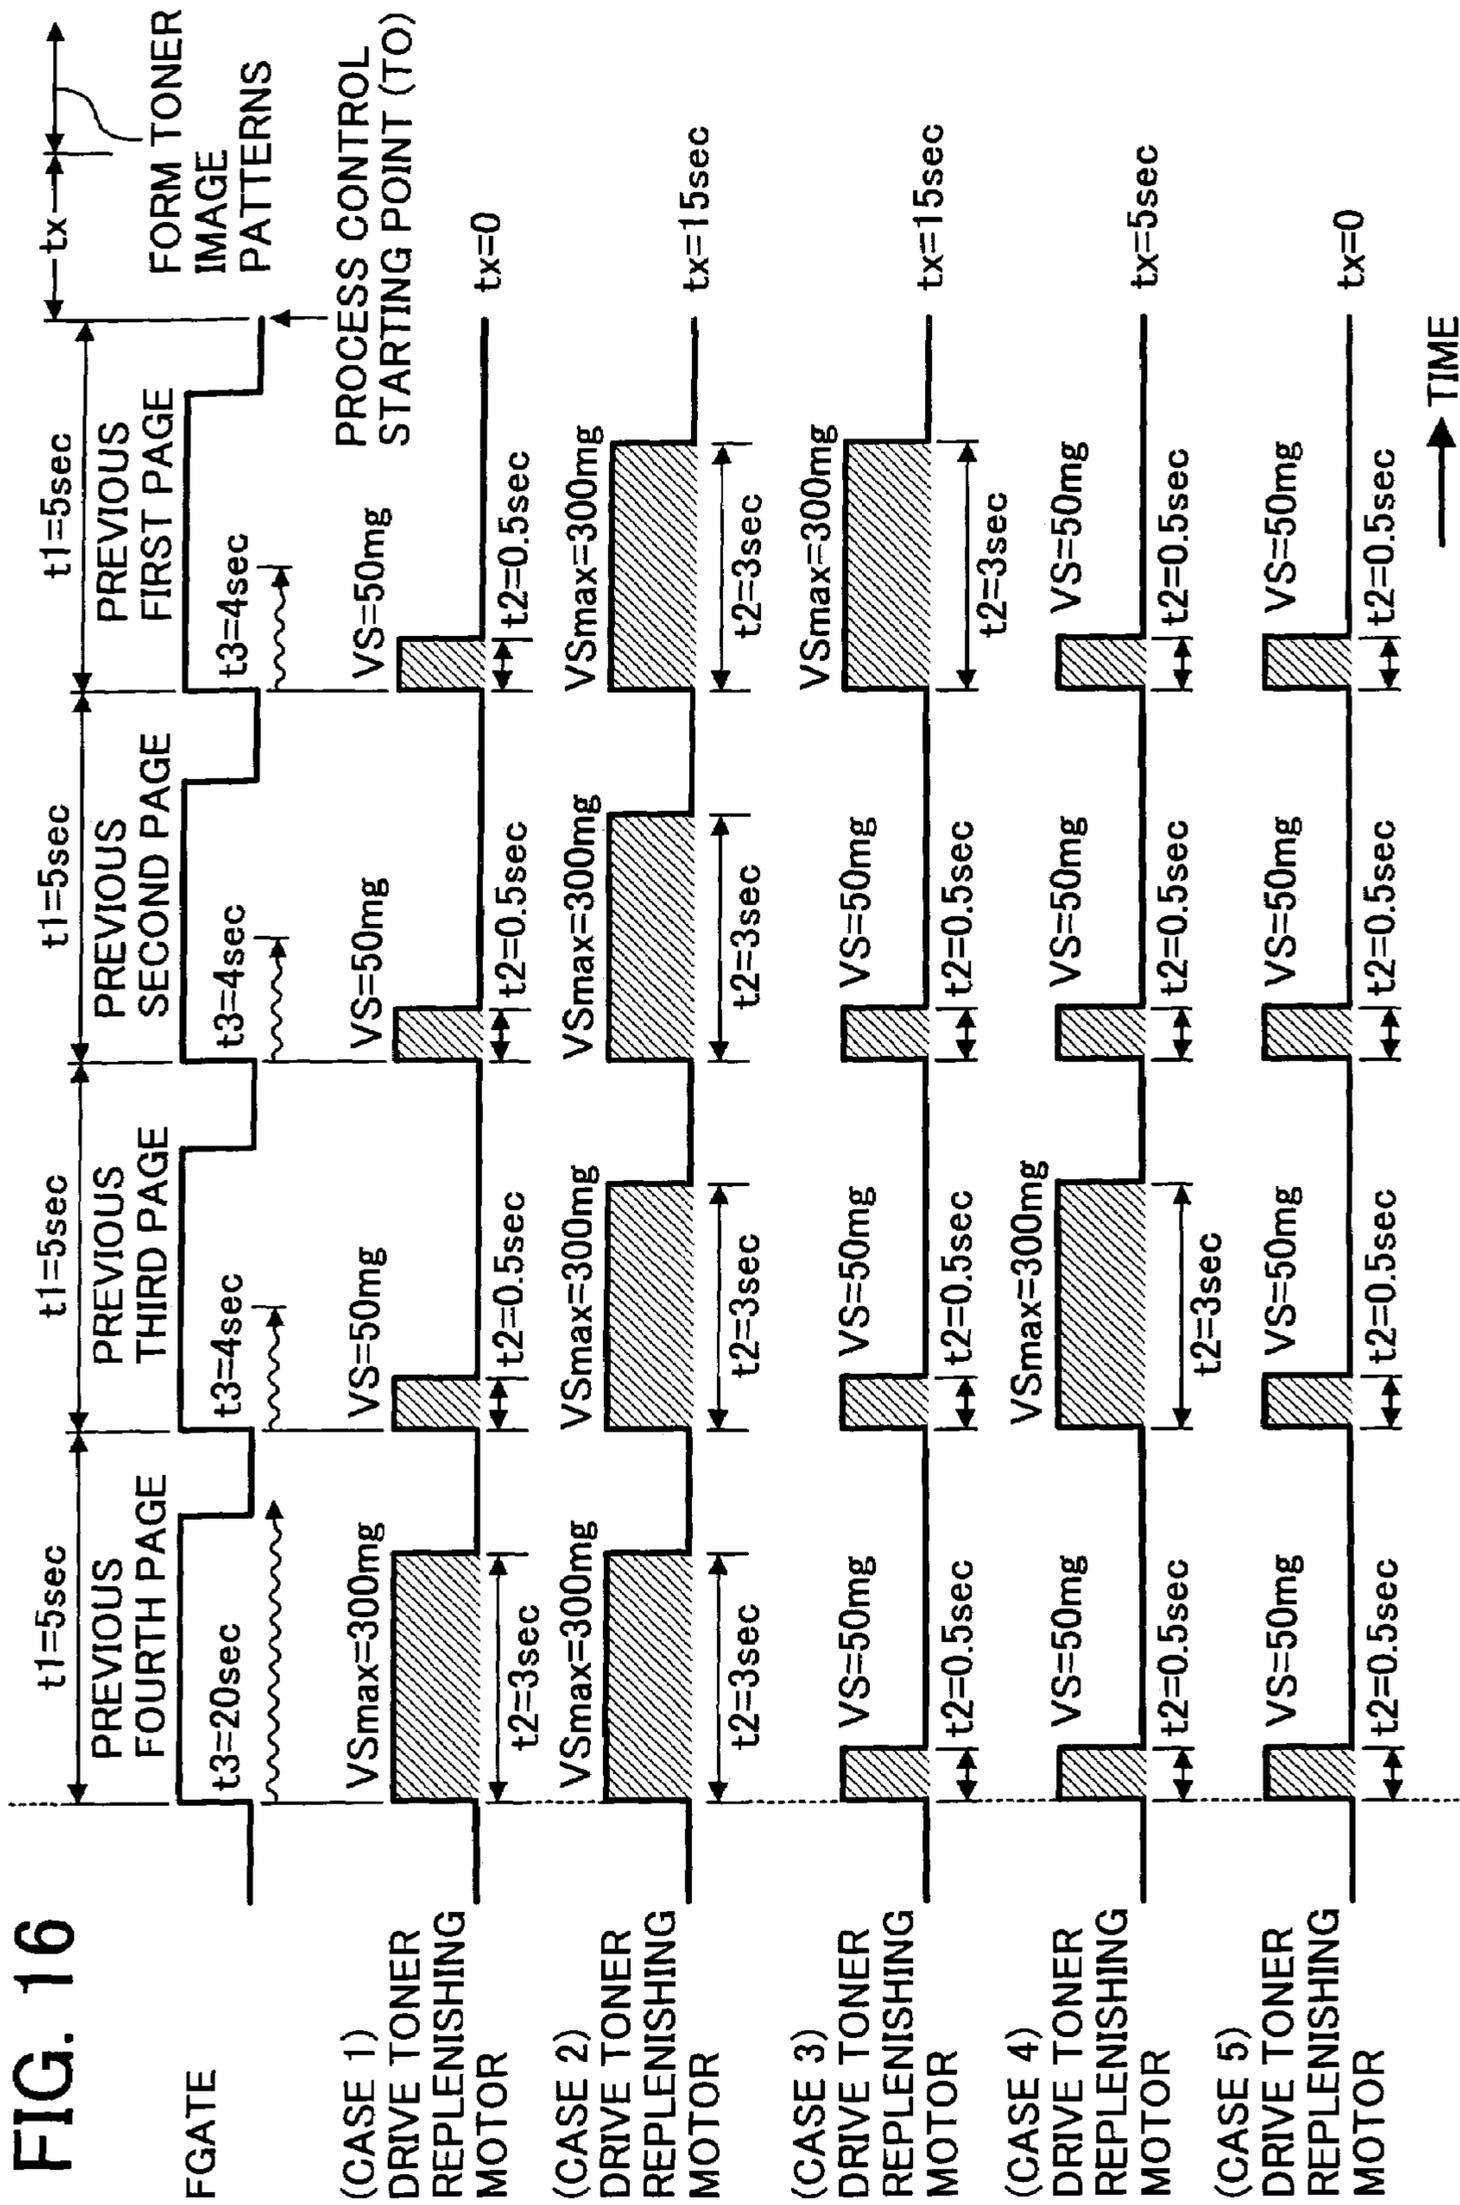 FIG. 16
t1=5sec
t1=5sec
t1=5sec
t1=5sec
tx
PREVIOUS
FOURTH PAGE
PREVIOUS
THIRD PAGE
PREVIOUS
SECOND PAGE
PREVIOUS
FIRST PAGE
FORM TONER
IMAGE
PATTERNS
FGATE
t3=20sec
t3=4sec
t3=4sec
t3=4sec
PROCESS CONTROL
STARTING POINT (TO)
(CASE 1)
DRIVE TONER
REPLENISHING
MOTOR
VSmax=300mg
VS=50mg
VS=50mg
VS=50mg
tx=0
t2=3sec
t2=0.5sec
t2=0.5sec
t2=0.5sec
(CASE 2)
DRIVE TONER
REPLENISHING
MOTOR
VSmax=300mg
VSmax=300mg
VSmax=300mg
VSmax=300mg
tx=15sec
t2=3sec
t2=3sec
t2=3sec
t2=3sec
(CASE 3)
DRIVE TONER
REPLENISHING
MOTOR
VS=50mg
VS=50mg
VS=50mg
VSmax=300mg
tx=15sec
t2=0.5sec
t2=0.5sec
t2=0.5sec
t2=3sec
(CASE 4)
DRIVE TONER
REPLENISHING
MOTOR
VS=50mg
VSmax=300mg
VS=50mg
VS=50mg
tx=5sec
t2=0.5sec
t2=3sec
t2=0.5sec
t2=0.5sec
(CASE 5)
DRIVE TONER
REPLENISHING
MOTOR
VS=50mg
VS=50mg
VS=50mg
VS=50mg
tx=0
t2=0.5sec
t2=0.5sec
t2=0.5sec
t2=0.5sec
TIME